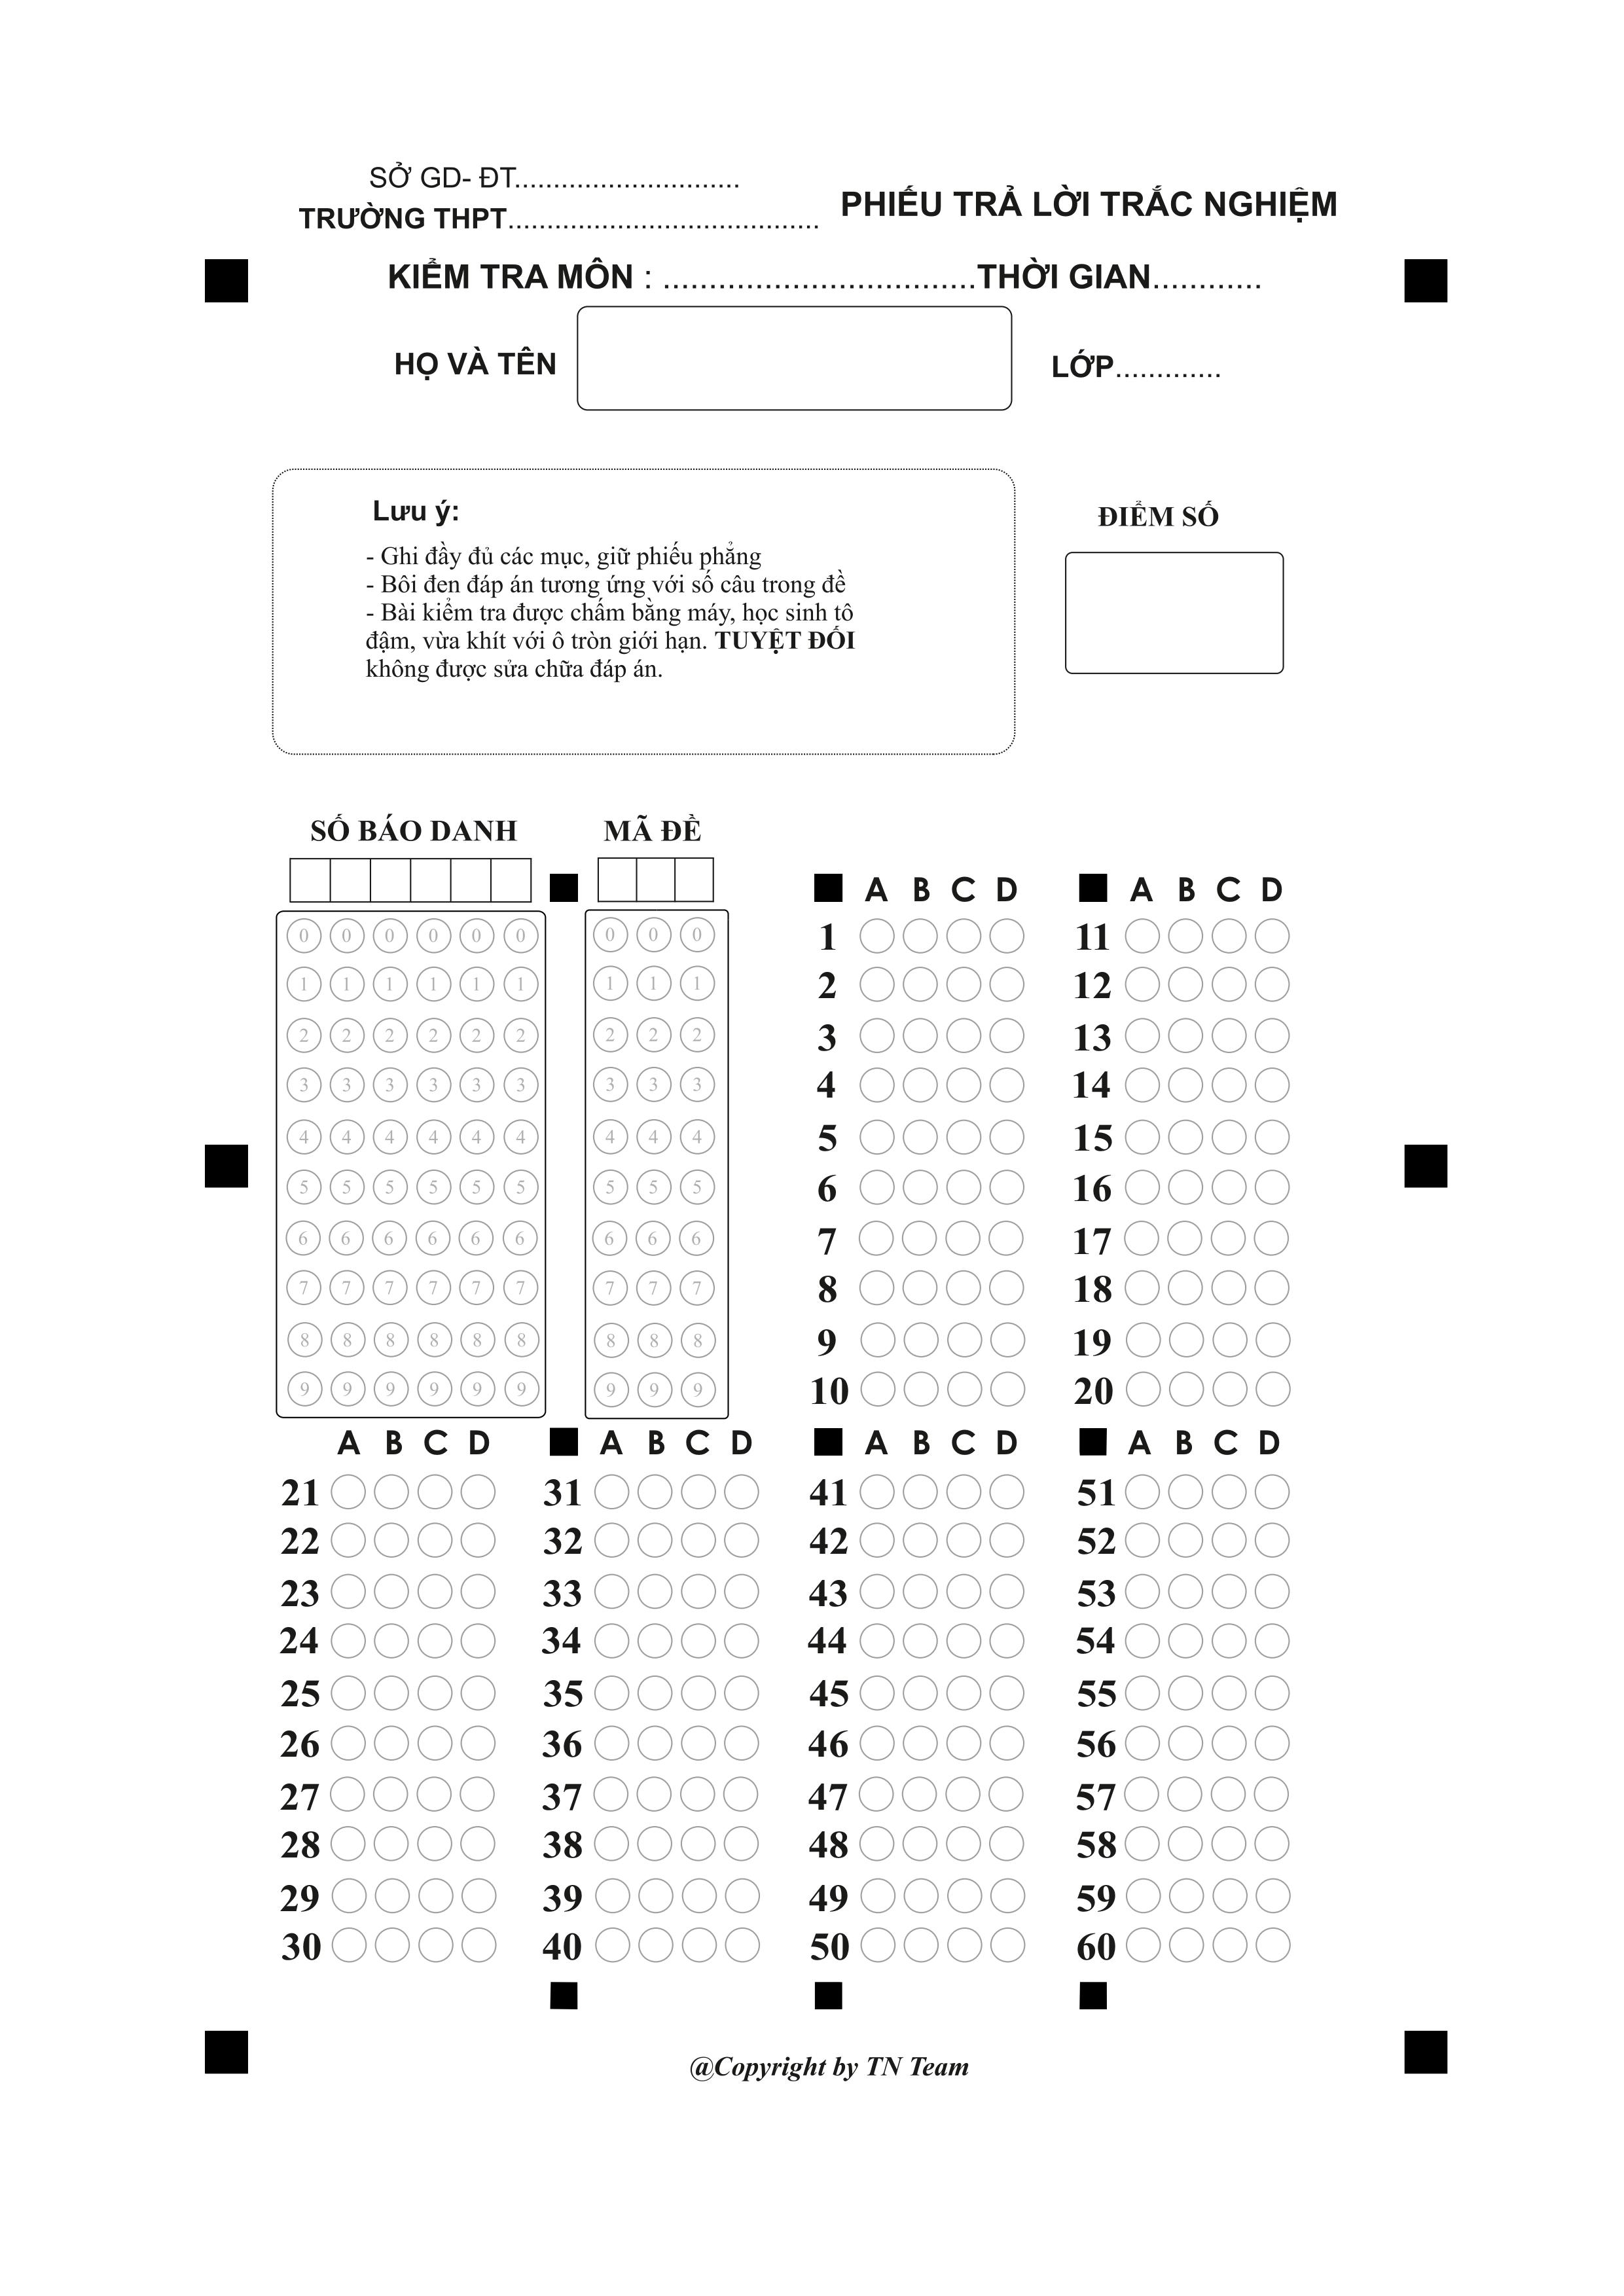 SỞ GD- ĐT.............................
TRƯỜNG THPT........................................
PHIẾU TRẢ LỜI TRẮC NGHIỆM
KIỂM TRA MÔN : ..................................THỜI GIAN............
HỌ VÀ TÊN
LỚP.............
Lưu ý:
- Ghi đầy đủ các mục, giữ phiếu phẳng
- Bôi đen đáp án tương ứng với số câu trong đề
- Bài kiểm tra được chấm bằng máy, học sinh tô
đậm, vừa khít với ô tròn giới hạn. TUYỆT ĐỐI
không được sửa chữa đáp án.
ĐIỂM SỐ
SỐ BÁO DANH MÃ ĐỀ
A B C D A B C D
0 0 0 0 0 0 0 0 0 1 11
1 1 1 1 1 1 1 1 1 2 12
2 2 2 2 2 2 2 2 2 3 13
3 3 3 3 3 3 3 3 3 4 14
4 4 4 4 4 4 4 4 4 5 15
5 5 5 5 5 5 5 5 5 6 16
6 6 6 6 6 6 6 6 6 7 17
7 7 7 7 7 7 7 7 7 8 18
8 8 8 8 8 8 8 8 8 9 19
9 9 9 9 9 9 9 9 9 10 20
A B C D A B C D A B C D A B C D
21 31 41 51
22 32 42 52
23 33 43 53
24 34 44 54
25 35 45 55
26 36 46 56
27 37 47 57
28 38 48 58
29 39 49 59
30 40 50 60
@Copyright by TN Team